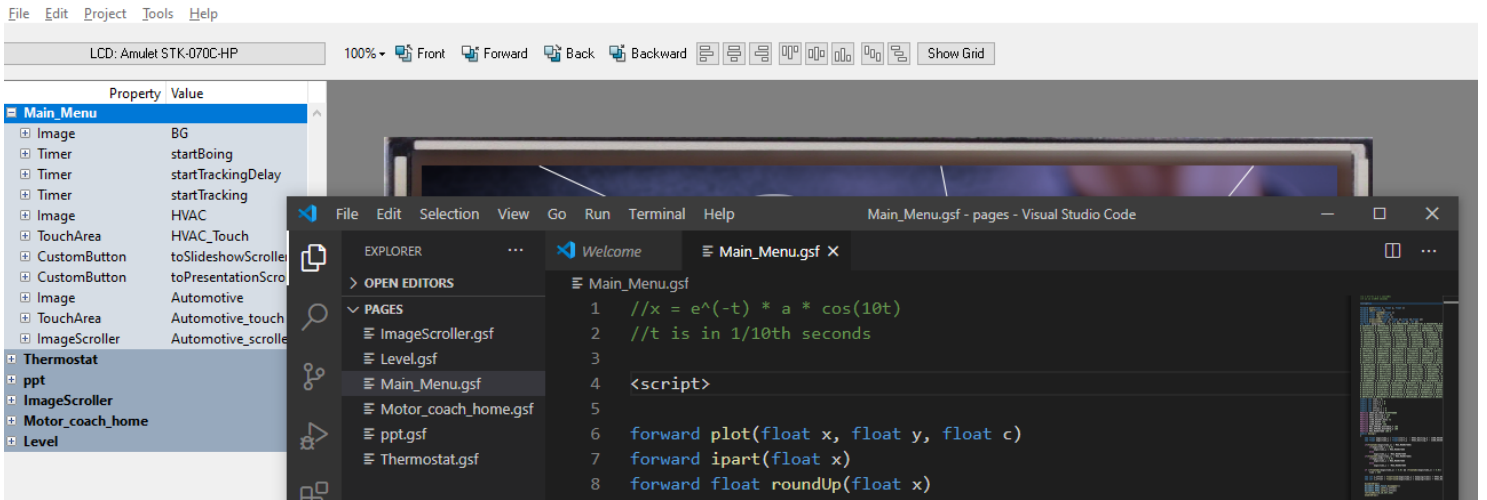 File Edit Project Tools Help
LCD: Amulet STK-070C-HP
100% Front Forward Back Backward Show Grid
Property Value
Main_Menu
Image BG
Timer startBoing
Timer startTrackingDelay
Timer startTracking
Image HVAC
TouchArea HVAC_Touch
CustomButton toSlideshowScrolle
CustomButton toPresentationScro
Image Automotive
TouchArea Automotive_touch
ImageScroller Automotive_scrolle
Thermostat
ppt
ImageScroller
Motor_coach_home
Level
File Edit Selection View Go Run Terminal Help Main_Menu.gsf - pages - Visual Studio Code
EXPLORER
OPEN EDITORS
PAGES
ImageScroller.gsf
Level.gsf
Main_Menu.gsf
Motor_coach_home.gsf
ppt.gsf
Thermostat.gsf
Welcome Main_Menu.gsf
Main_Menu.gsf
1 //x = e^(-t) * a * cos(10t)
2 //t is in 1/10th seconds
3
4 <script>
5
6 forward plot(float x, float y, float c)
7 forward ipart(float x)
8 forward float roundUp(float x)